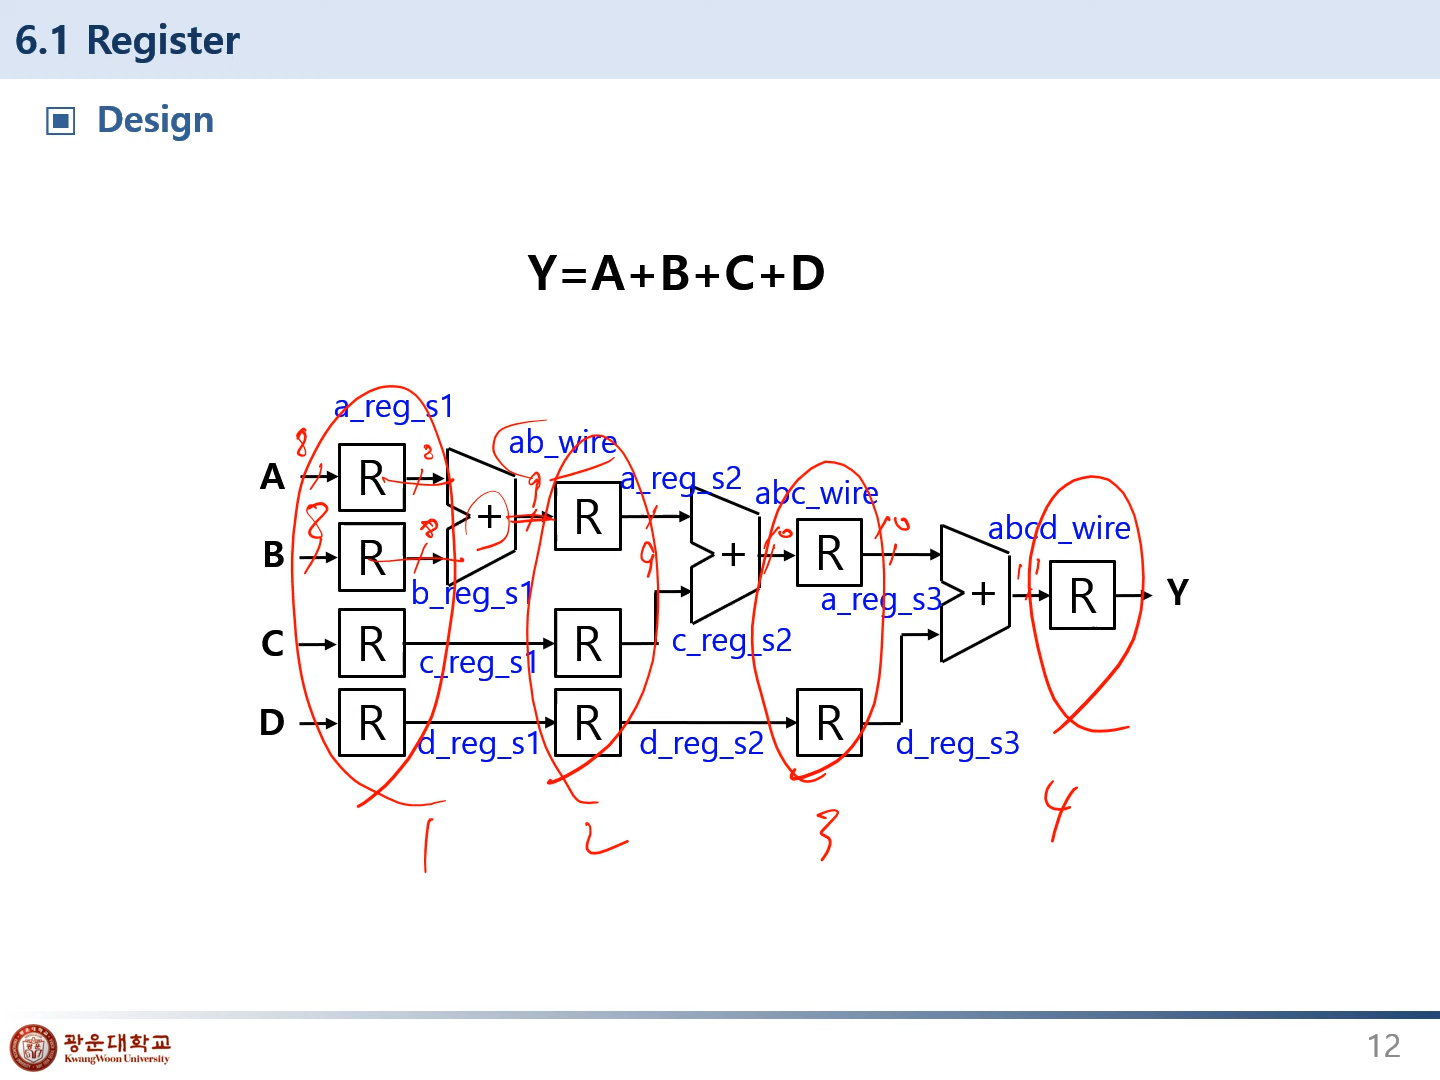 6.1 Register
Design
Y=A+B+C+D
a_reg_s1
ab_wire
a_reg_s2
abc_wire
abcd_wire
8
8
9
10
10
11
A R
R
R
R
Y
8
8
9
B R
b_reg_s1
a_reg_s3
+
+
+
R
C R
R
c_reg_s1
c_reg_s2
D R
R
R
d_reg_s1
d_reg_s2
d_reg_s3
1
2
3
4
광운대학교
KwangWoon University
12